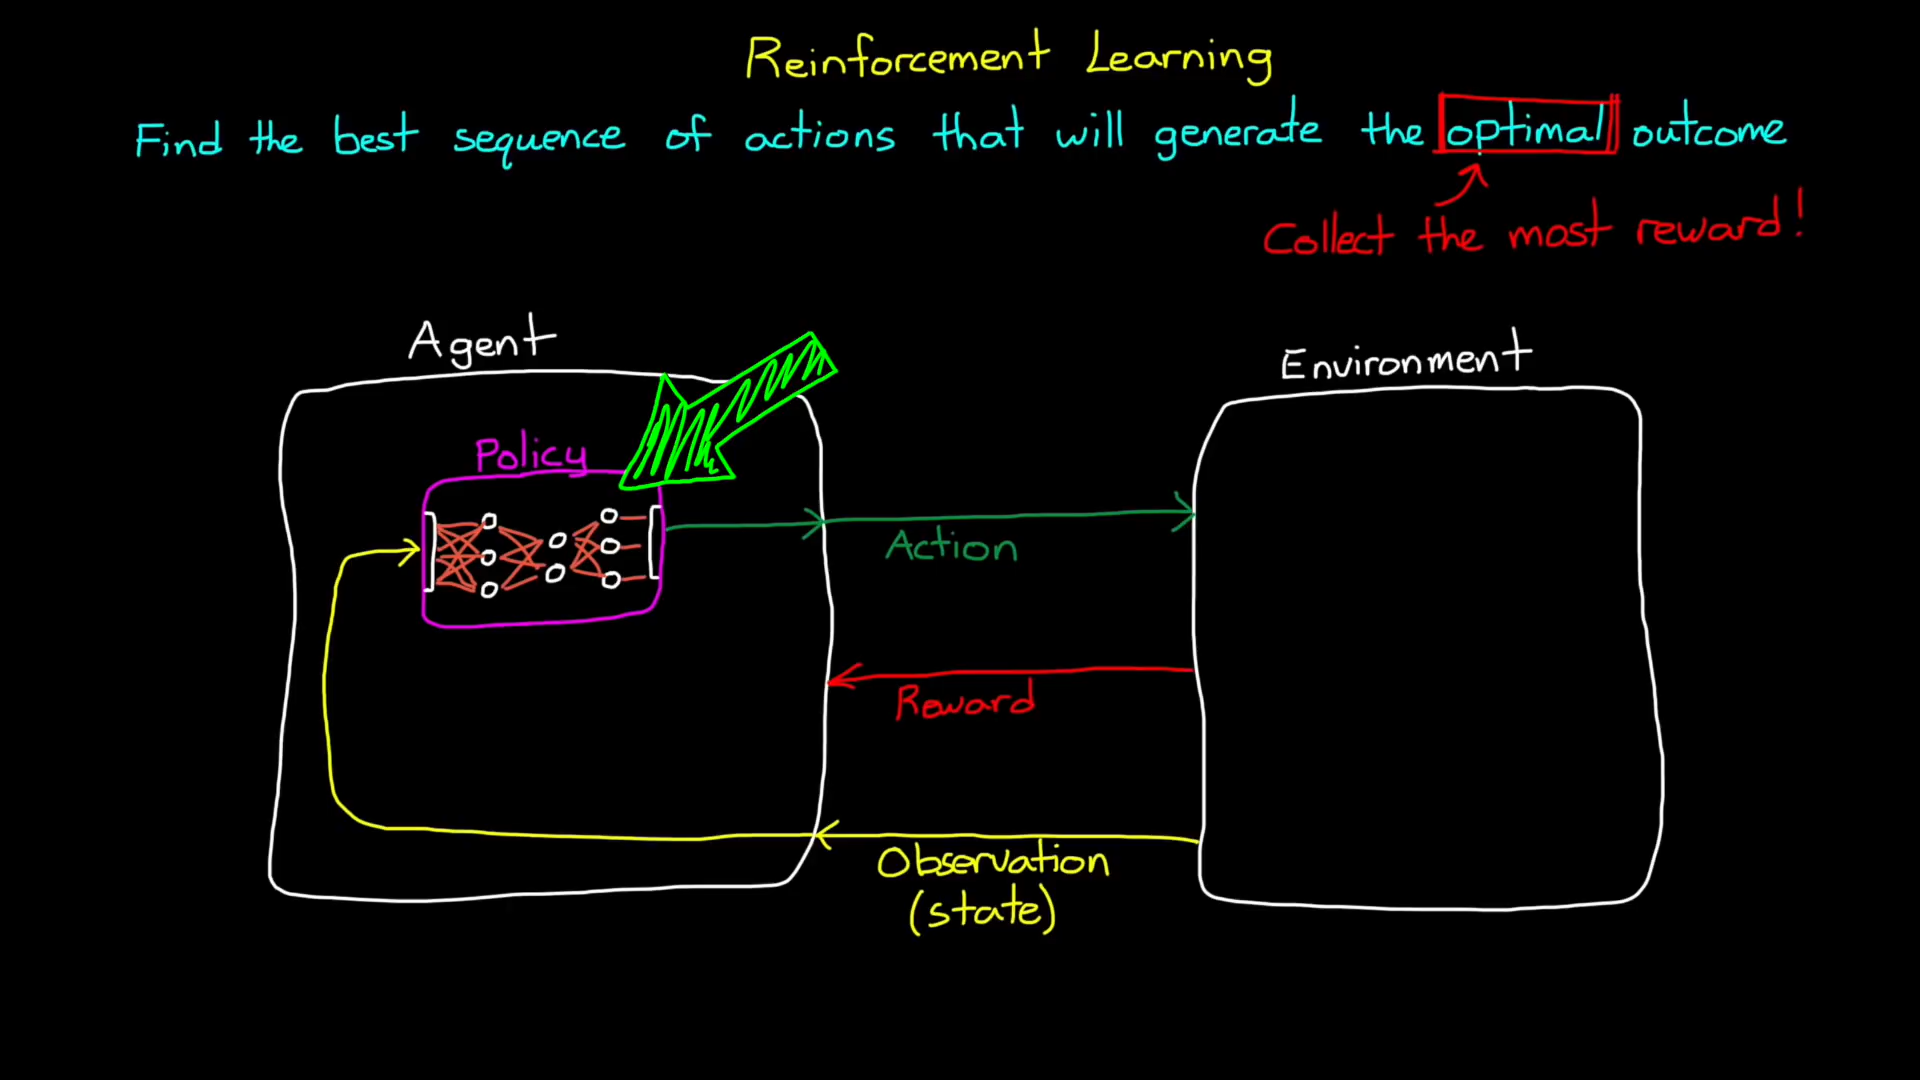 Reinforcement Learning
Find the best sequence of actions that will generate the optimal outcome
Collect the most reward!
Agent
Environment
Policy
Action
Reward
Observation
(state)